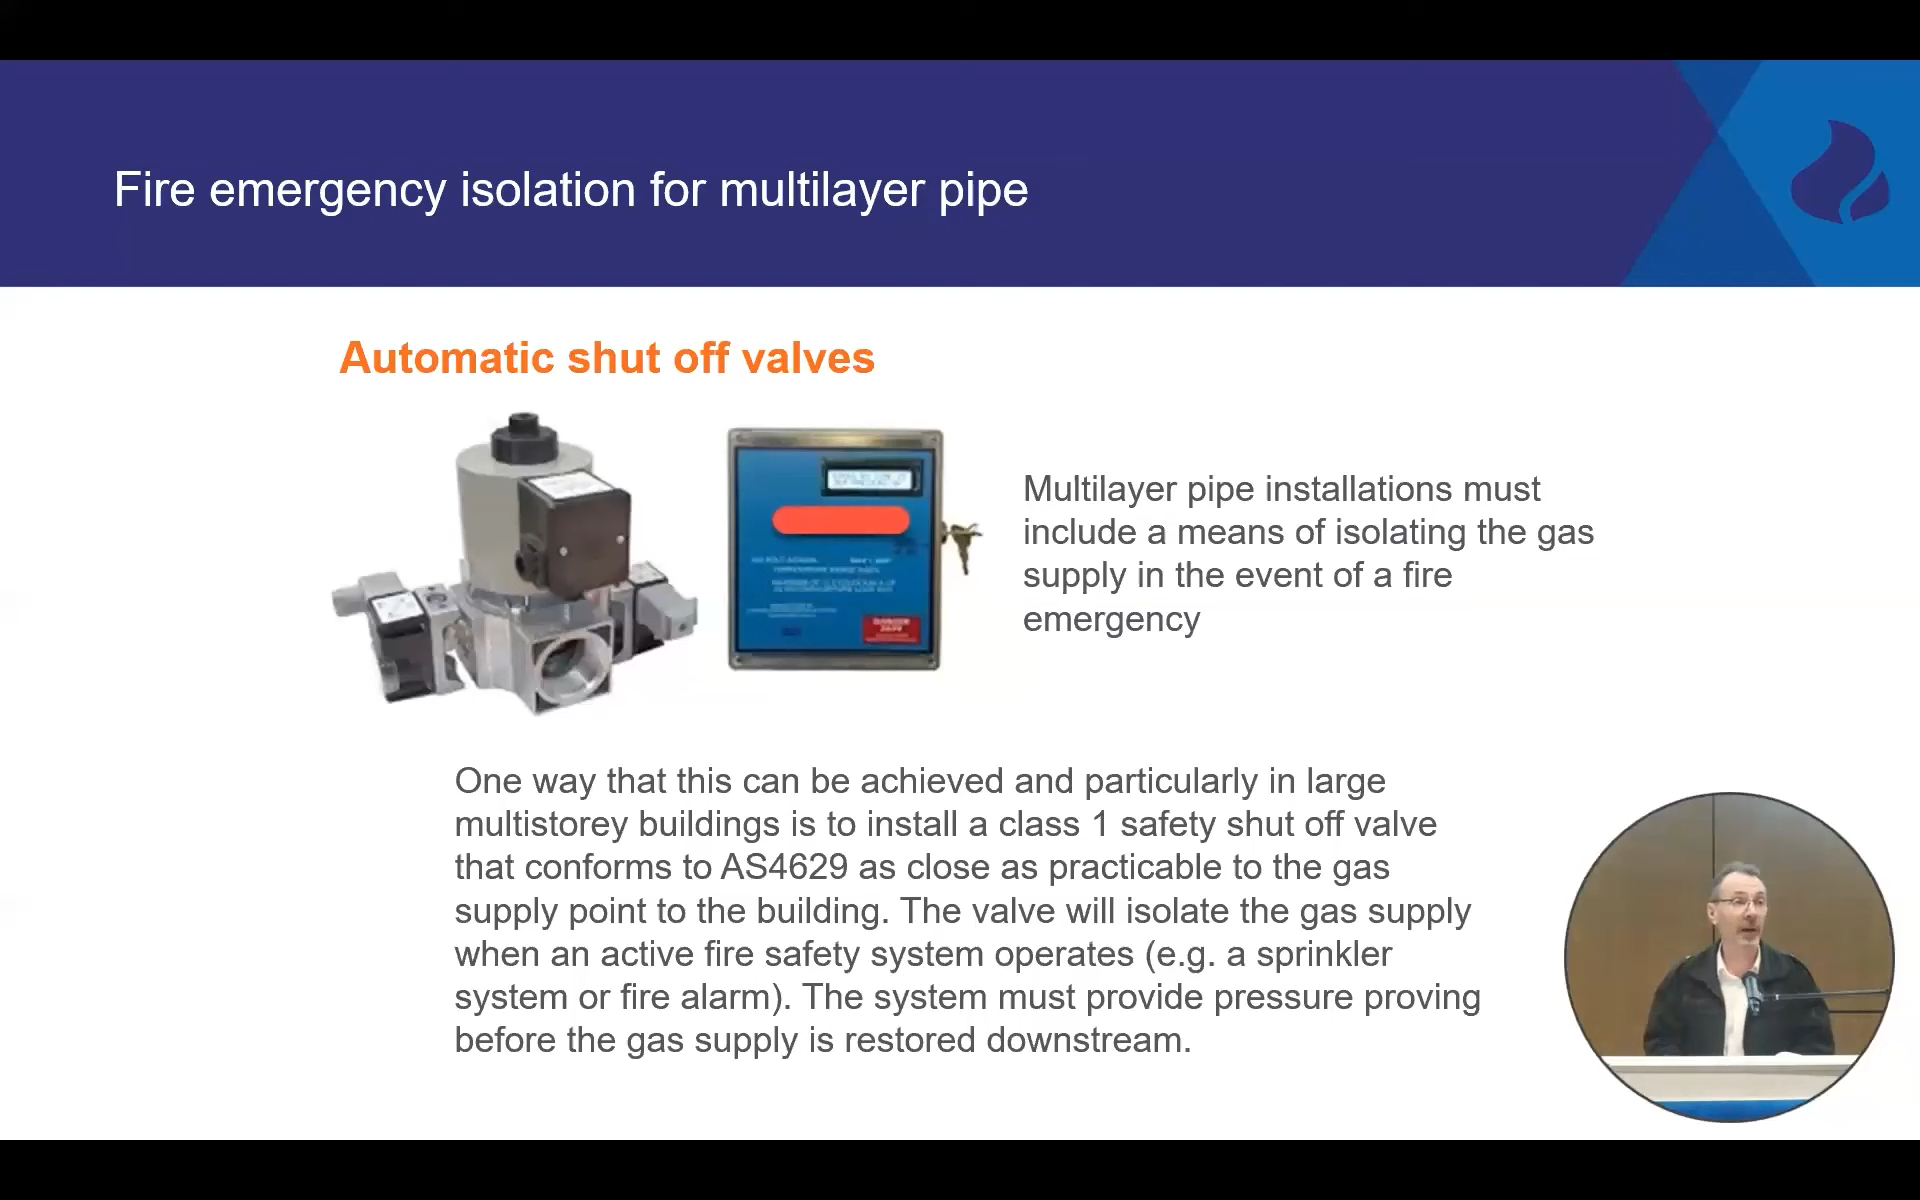 Fire emergency isolation for multilayer pipe
Automatic shut off valves
Multilayer pipe installations must
include a means of isolating the gas
supply in the event of a fire
emergency
DANGER
One way that this can be achieved and particularly in large
multistorey buildings is to install a class 1 safety shut off valve
that conforms to AS4629 as close as practicable to the gas
supply point to the building. The valve will isolate the gas supply
when an active fire safety system operates (e.g. a sprinkler
system or fire alarm). The system must provide pressure proving
before the gas supply is restored downstream.